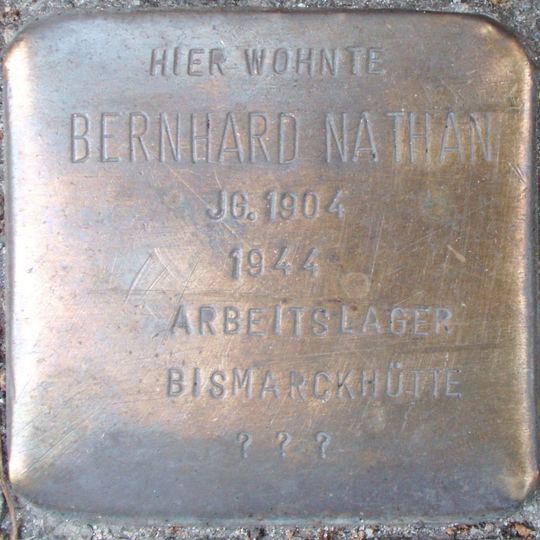 HIER WOHNTE
BERNHARD NATHAN
JG. 1904
1944
ARBEITSLAGER
BISMARCKHÜTTE
? ? ?